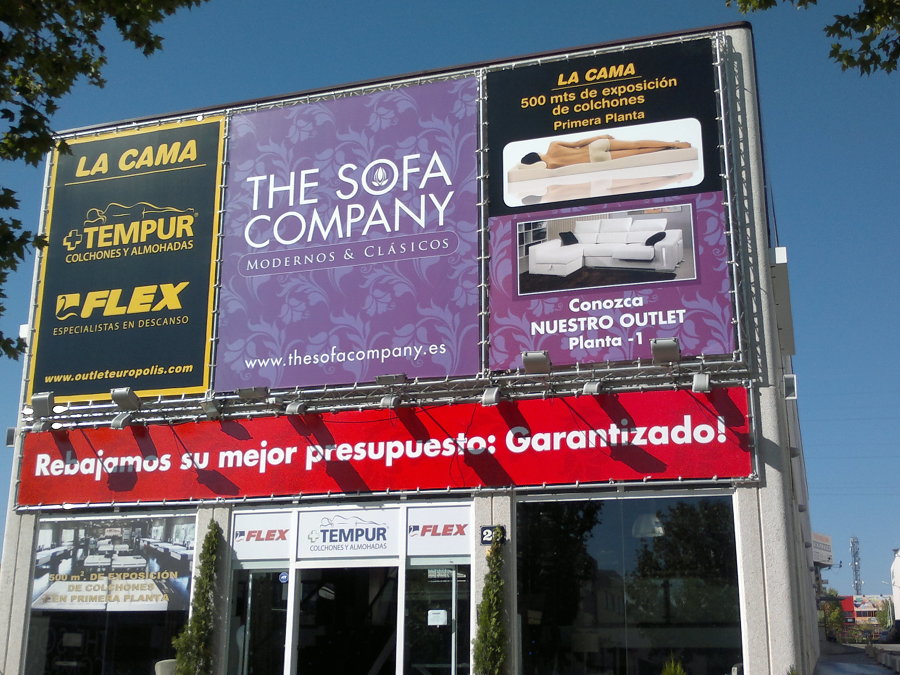 LA CAMA
TEMPUR
COLCHONES Y ALMOHADAS
FLEX
ESPECIALISTAS EN DESCANSO
www.outleteuropolis.com
THE SOFA
COMPANY
MODERNOS & CLÁSICOS
www.thesofacompany.es
LA CAMA
500 mts de exposición
de colchones
Primera Planta
Conozca
NUESTRO OUTLET
Planta -1
Rebajamos su mejor presupuesto: Garantizado!
FLEX
TEMPUR
COLCHONES Y ALMOHADAS
FLEX
500 m². DE EXPOSICIÓN
DE COLCHONES
EN PRIMERA PLANTA